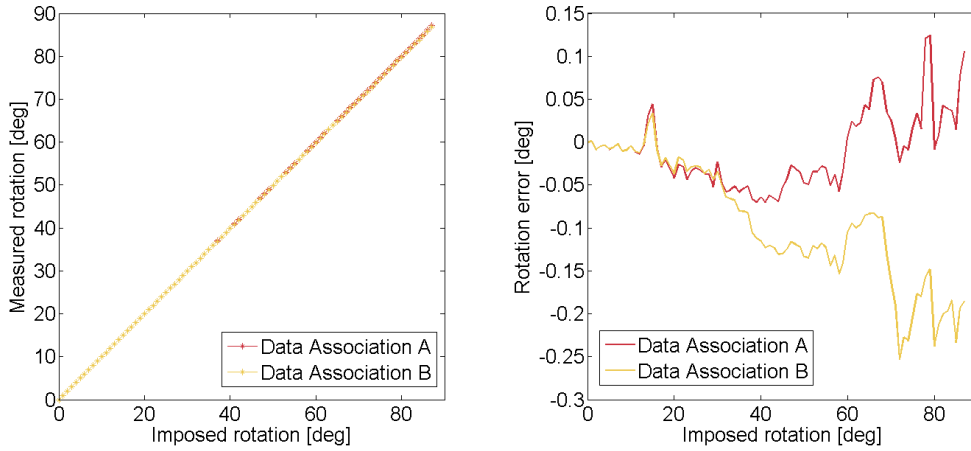 90
80
70
60
50
40
30
20
10
0
Measured rotation [deg]
Data Association A
Data Association B
0 20 40 60 80
Imposed rotation [deg]
0.15
0.1
0.05
0
-0.05
-0.1
-0.15
-0.2
-0.25
-0.3
Rotation error [deg]
Data Association A
Data Association B
0 20 40 60 80
Imposed rotation [deg]